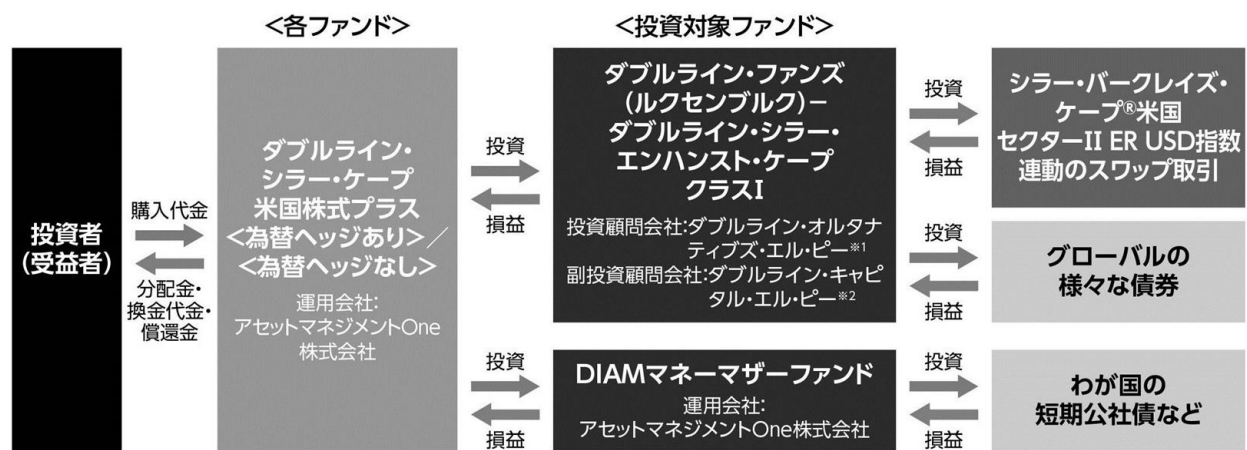 <各ファンド>
<投資対象ファンド>
投資者
(受益者)
購入代金
分配金・
換金代金・
償還金
ダブルライン・
シラー・ケープ
米国株式プラス
<為替ヘッジあり>／
<為替ヘッジなし>
運用会社:
アセットマネジメントOne
株式会社
投資
損益
ダブルライン・ファンズ
(ルクセンブルク)－
ダブルライン・シラー・
エンハンスト・ケープ
クラスI
投資顧問会社:ダブルライン・オルタナ
ティブズ・エル・ピー※1
副投資顧問会社:ダブルライン・キャピ
タル・エル・ピー※2
投資
損益
シラー・バークレイズ・
ケープ®米国
セクターII ER USD指数
連動のスワップ取引
投資
損益
グローバルの
様々な債券
投資
損益
DIAMマネーマザーファンド
運用会社:
アセットマネジメントOne株式会社
投資
損益
わが国の
短期公社債など